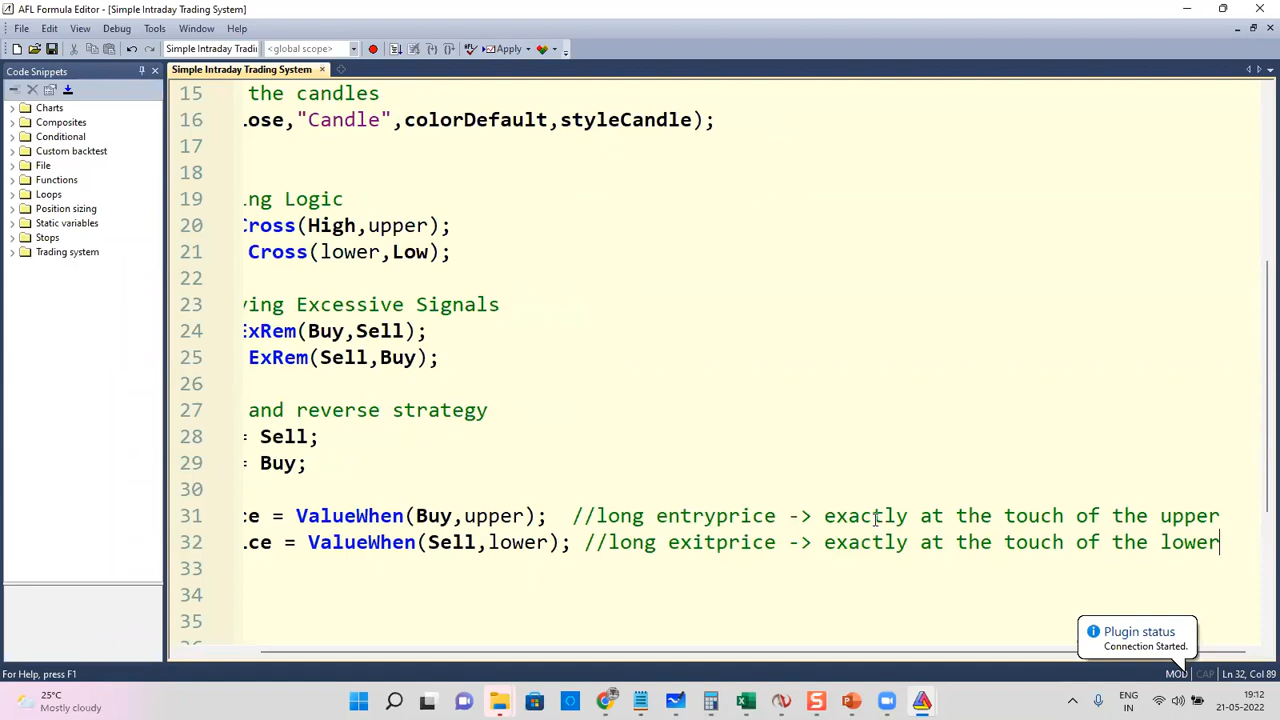 AFL Formula Editor - [Simple Intraday Trading System]
File Edit View Debug Tools Window Help
Simple Intraday Tradi <global scope> Apply
Code Snippets
Charts
Composites
Conditional
Custom backtest
File
Functions
Loops
Position sizing
Static variables
Stops
Trading system
Simple Intraday Trading System
15 the candles
16 lose,"Candle",colorDefault,styleCandle);
17
18
19 ing Logic
20 Cross(High,upper);
21 Cross(lower,Low);
22
23 ving Excessive Signals
24 ExRem(Buy,Sell);
25 ExRem(Sell,Buy);
26
27 and reverse strategy
28 = Sell;
29 = Buy;
30
31 ce = ValueWhen(Buy,upper); //long entryprice -> exactly at the touch of the upper
32 ice = ValueWhen(Sell,lower); //long exitprice -> exactly at the touch of the lower
33
34
35
Plugin status
Connection Started.
For Help, press F1
MOD CAP Ln 32, Col 89
25°C
Mostly cloudy
ENG
IN
19:12
21-05-2022